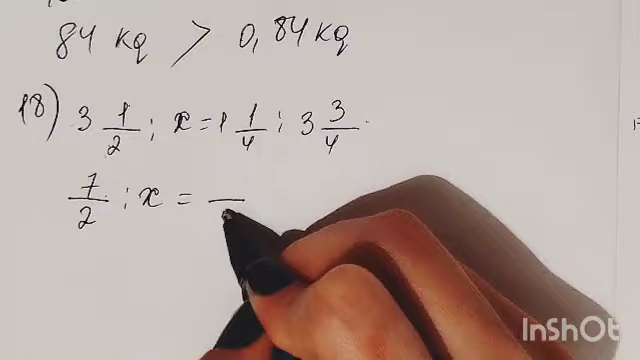 84 kq > 0,84 kq
18) 3 1/2 : x = 1 1/4 : 3 3/4.
7/2 : x =
InShOt